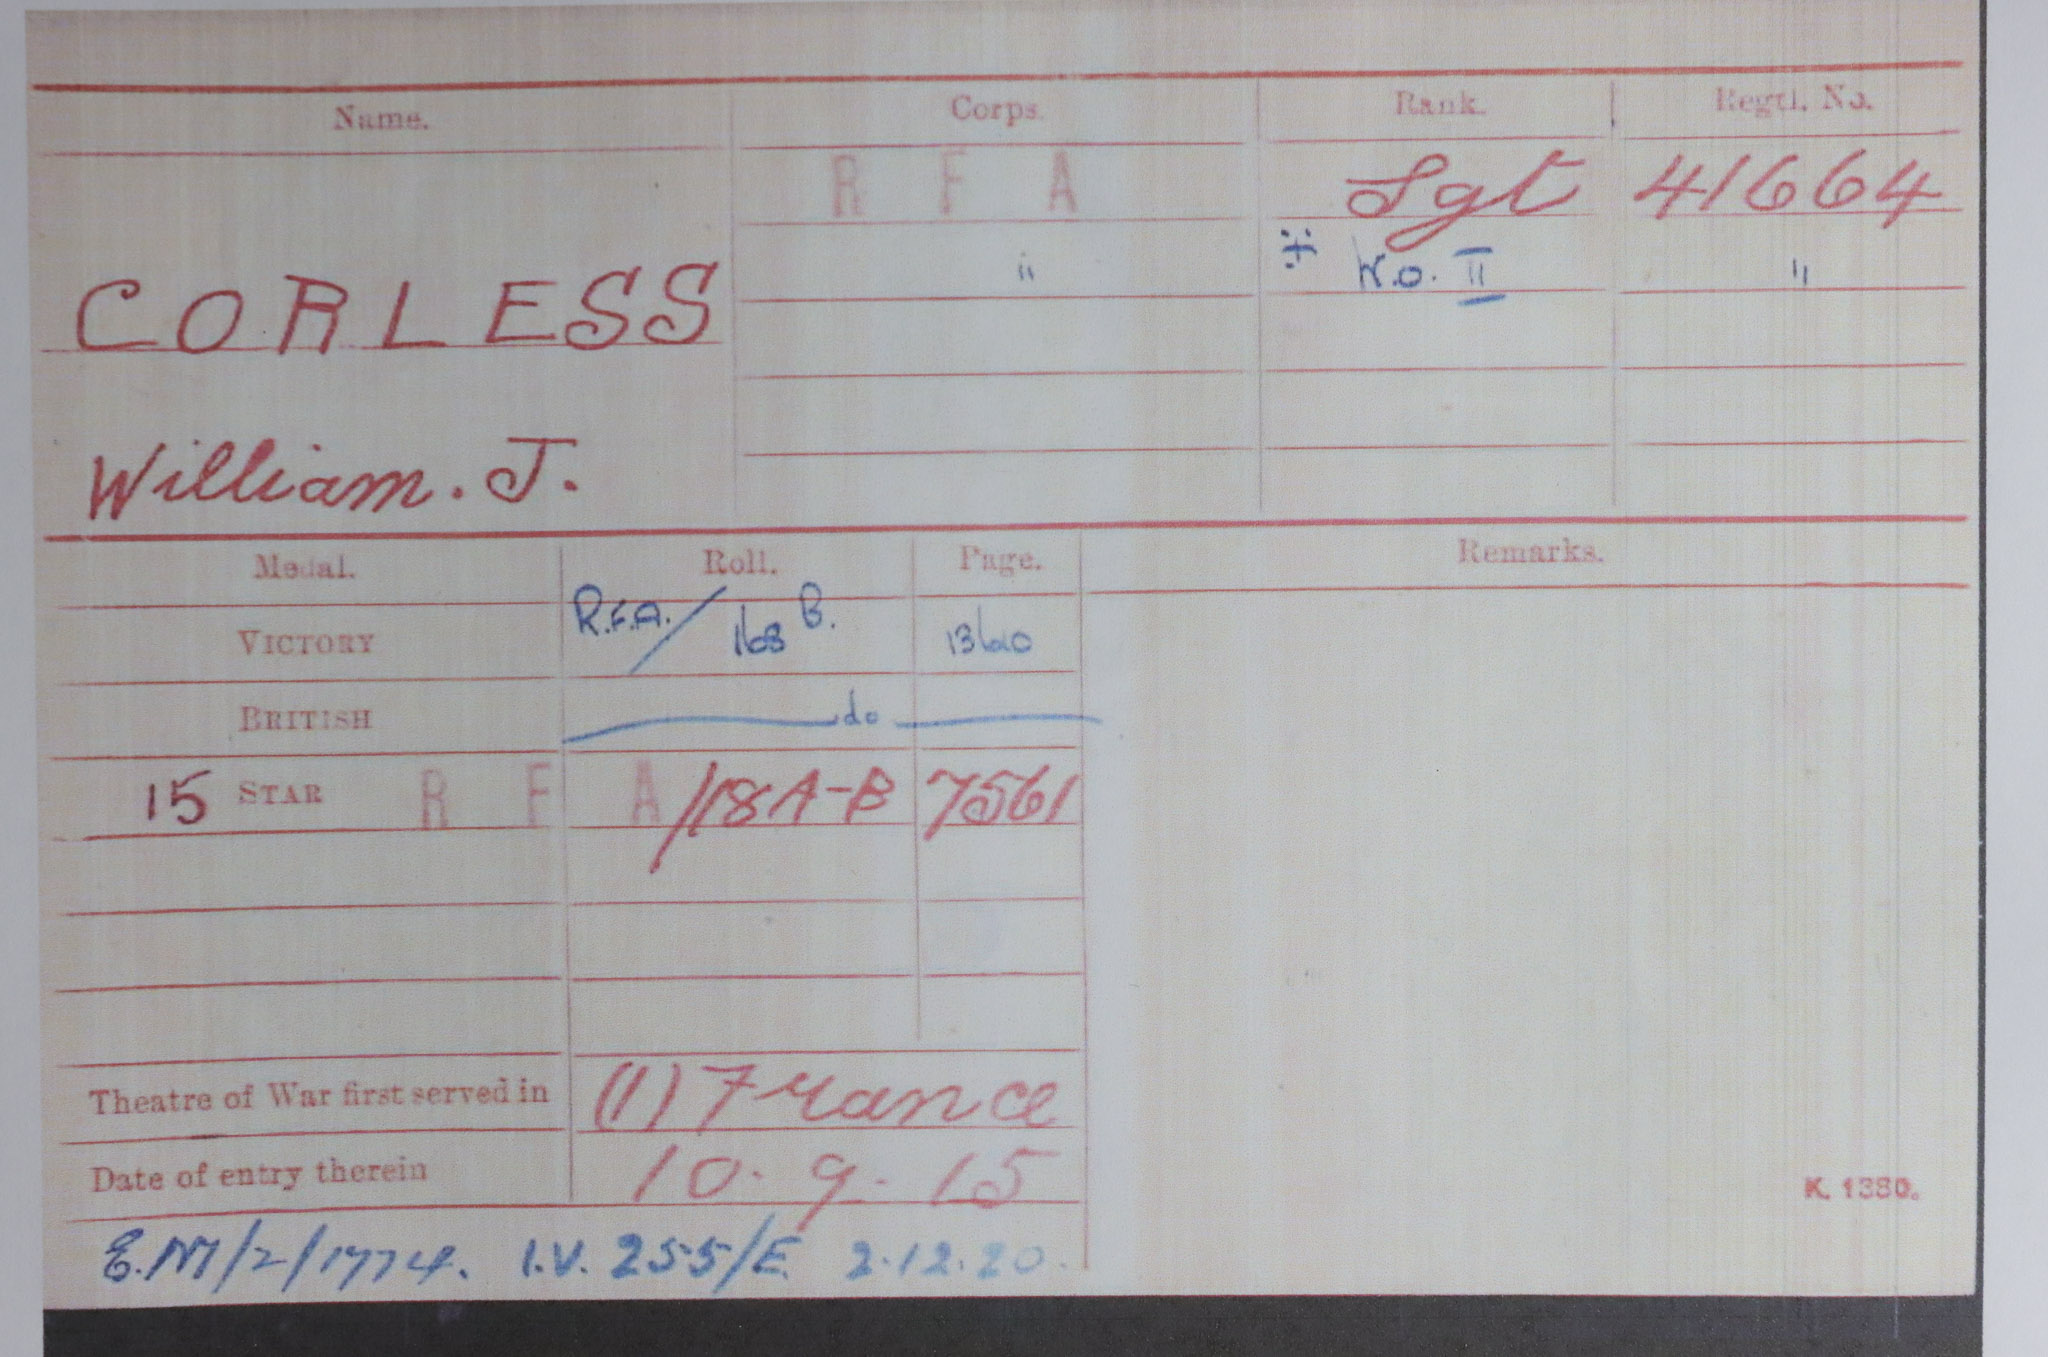 Name. Corps. Rank. Regtl. No.
R F A Sgt 41664
" ÷ W.O. II "
CORLESS
William. J.
Medal. Roll. Page. Remarks.
VICTORY R.F.A./168 B. 13610
BRITISH do
15 STAR R F A/18A-B 7561
Theatre of War first served in (1) France
Date of entry therein 10. 9. 15
K. 1380.
E.M/2/1774. I.V. 255/E. 2.12.20.